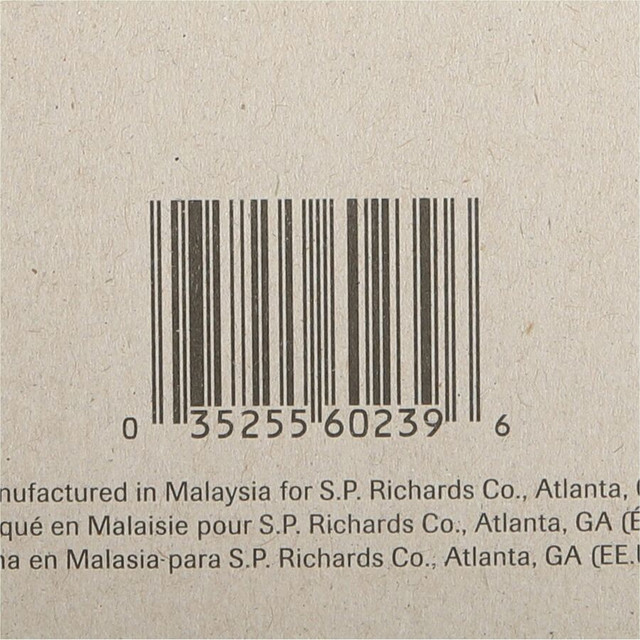 0 35255 60239 6
nufactured in Malaysia for S.P. Richards Co., Atlanta,
qué en Malaisie pour S.P. Richards Co., Atlanta, GA (É
na en Malasia para S.P. Richards Co., Atlanta, GA (EE.